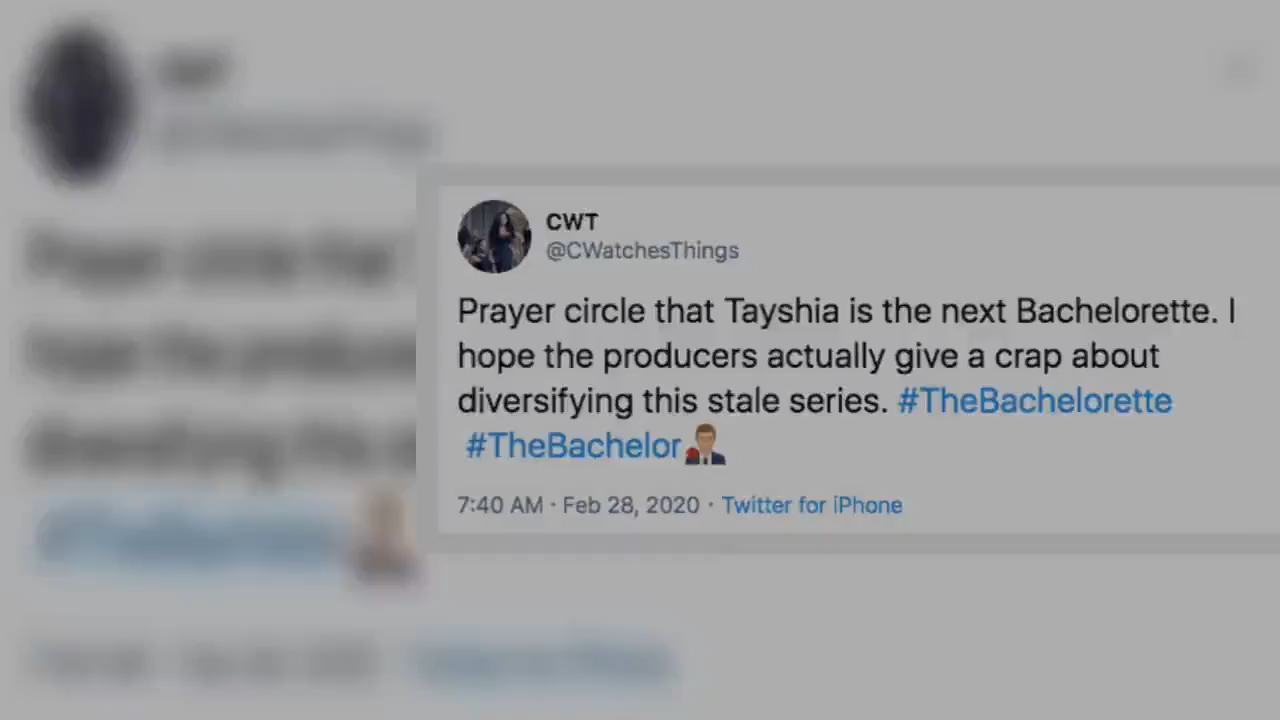 CWT
@CWatchesThings
Prayer circle that Tayshia is the next Bachelorette. I
hope the producers actually give a crap about
diversifying this stale series. #TheBachelorette
#TheBachelor
7:40 AM · Feb 28, 2020 · Twitter for iPhone